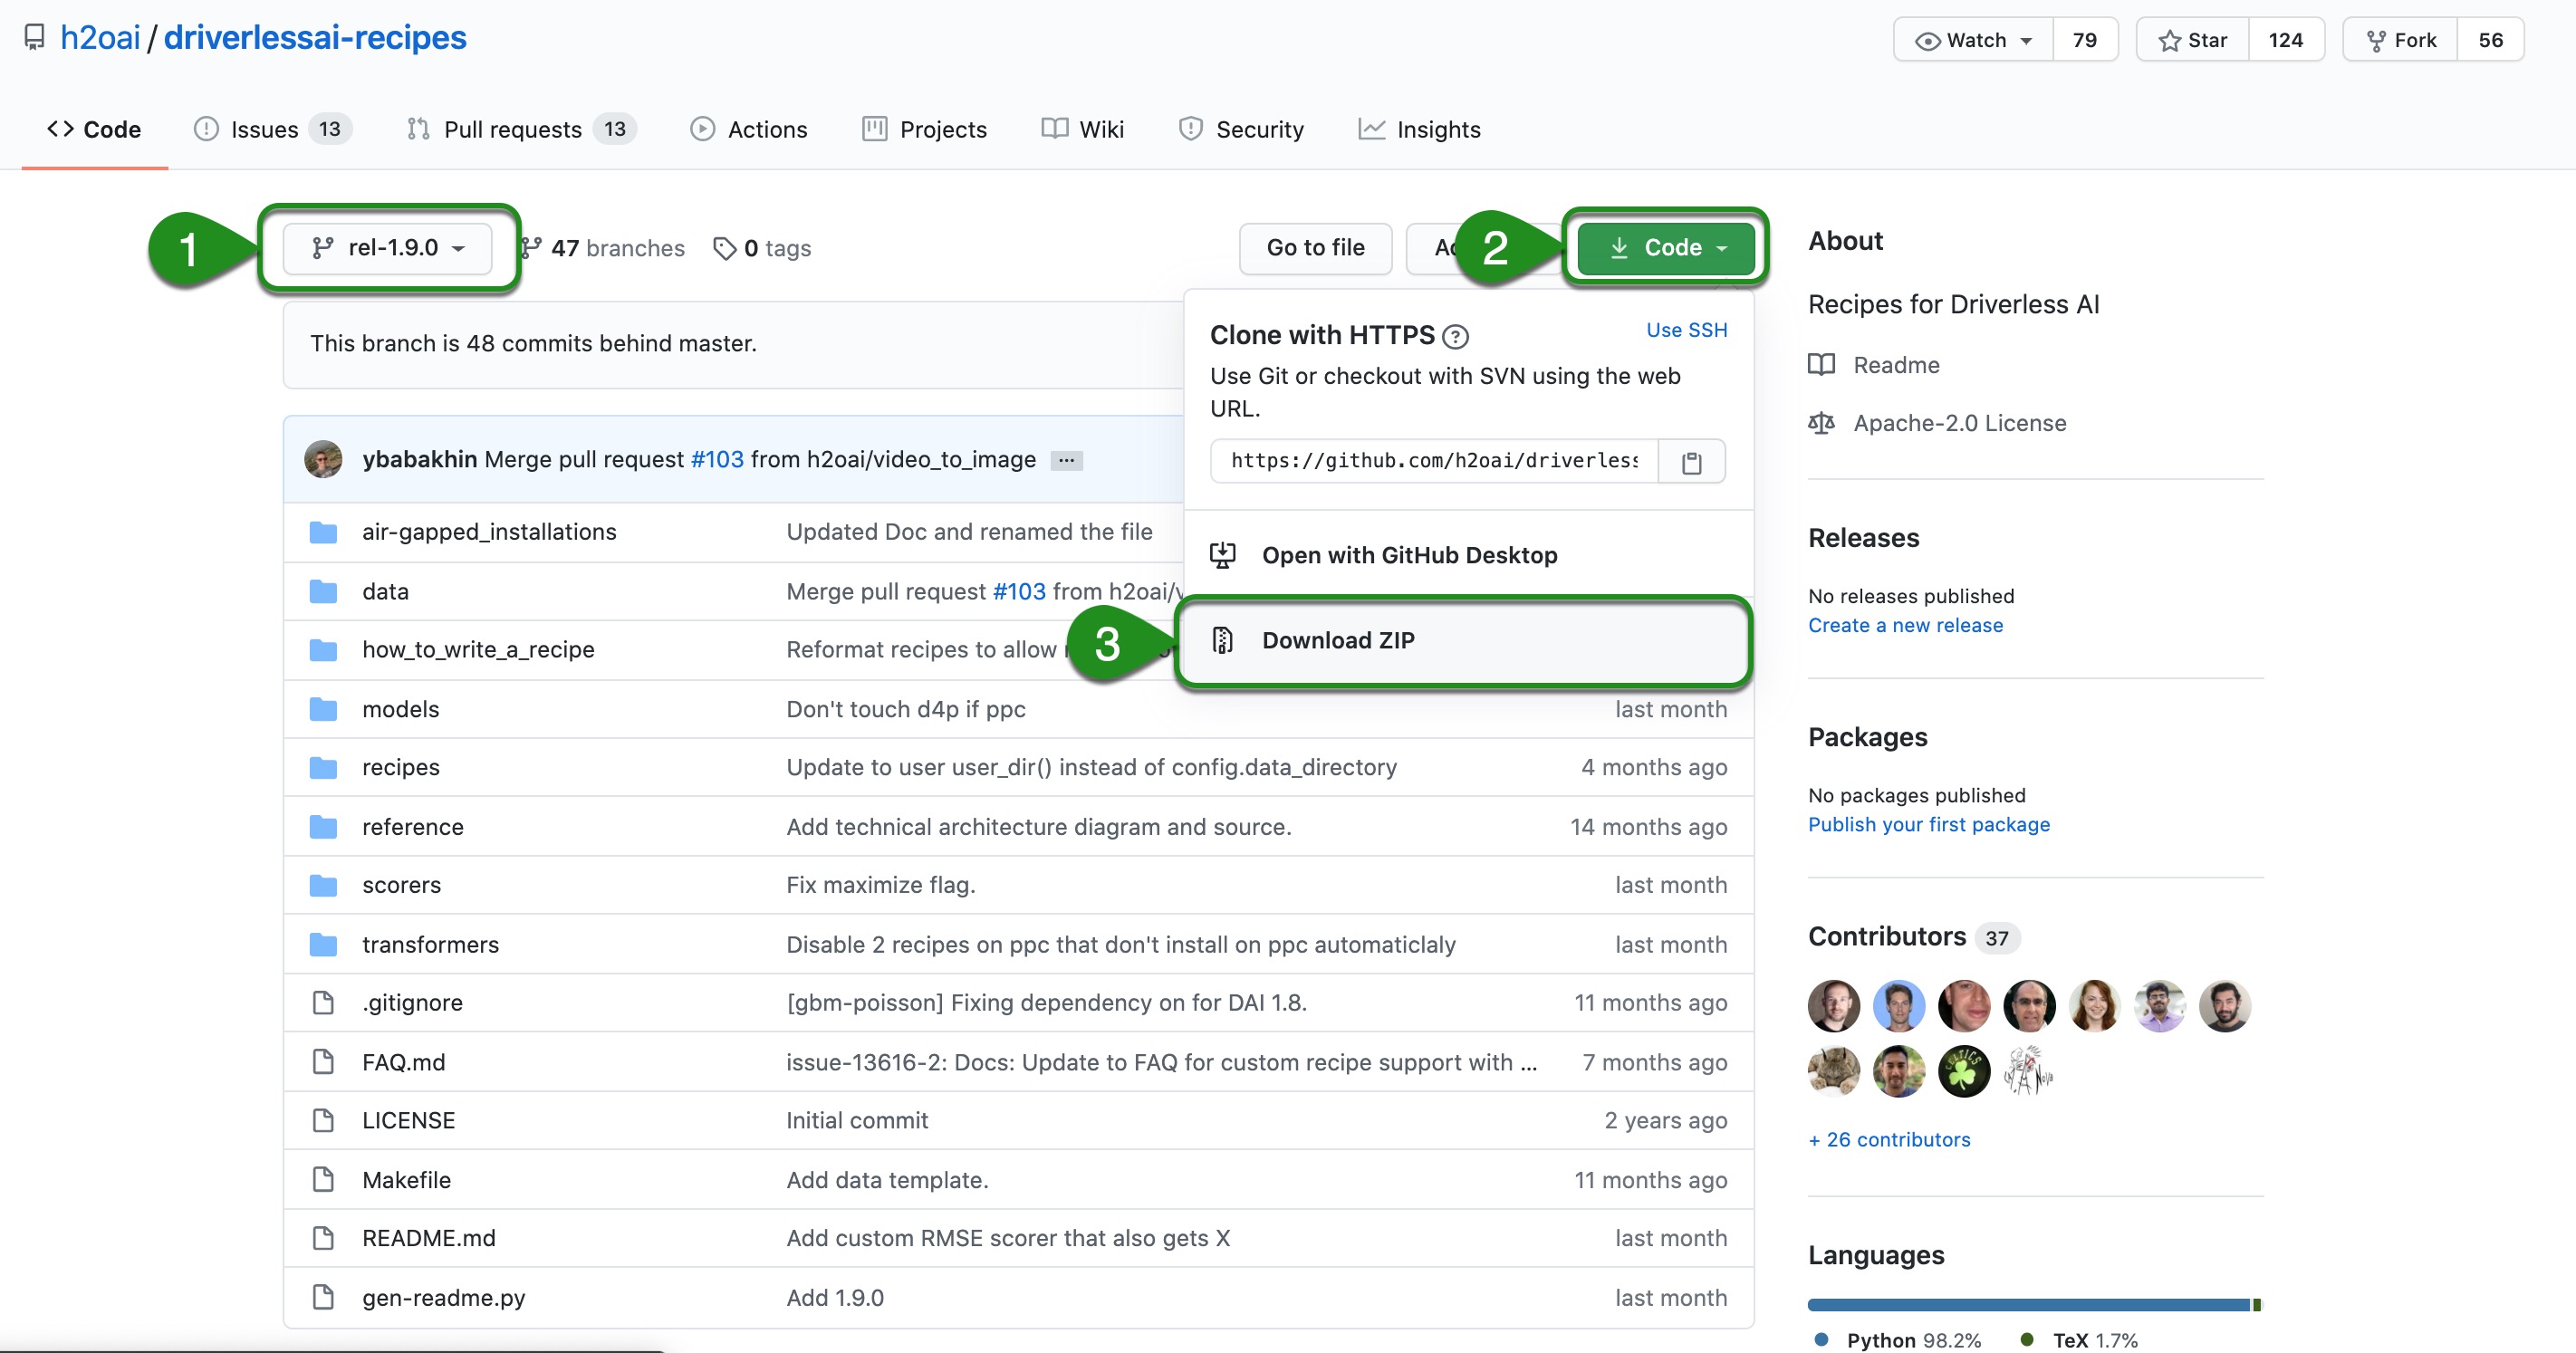 h2oai / driverlessai-recipes
Watch 79 Star 124 Fork 56
Code Issues 13 Pull requests 13 Actions Projects Wiki Security Insights
1 rel-1.9.0 47 branches 0 tags Go to file 2 Code
This branch is 48 commits behind master.
Clone with HTTPS Use SSH
Use Git or checkout with SVN using the web
URL.
https://github.com/h2oai/driverless
Open with GitHub Desktop
3 Download ZIP
ybabakhin Merge pull request #103 from h2oai/video_to_image ...
air-gapped_installations Updated Doc and renamed the file
data Merge pull request #103 from h2oai/
how_to_write_a_recipe Reformat recipes to allow
models Don't touch d4p if ppc last month
recipes Update to user user_dir() instead of config.data_directory 4 months ago
reference Add technical architecture diagram and source. 14 months ago
scorers Fix maximize flag. last month
transformers Disable 2 recipes on ppc that don't install on ppc automaticlaly last month
.gitignore [gbm-poisson] Fixing dependency on for DAI 1.8. 11 months ago
FAQ.md issue-13616-2: Docs: Update to FAQ for custom recipe support with ... 7 months ago
LICENSE Initial commit 2 years ago
Makefile Add data template. 11 months ago
README.md Add custom RMSE scorer that also gets X last month
gen-readme.py Add 1.9.0 last month
About
Recipes for Driverless AI
Readme
Apache-2.0 License
Releases
No releases published
Create a new release
Packages
No packages published
Publish your first package
Contributors 37
+ 26 contributors
Languages
Python 98.2% TeX 1.7%